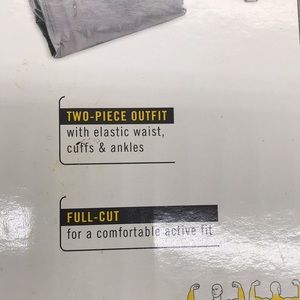 TWO-PIECE OUTFIT
with elastic waist,
cuffs & ankles
FULL-CUT
for a comfortable active fit